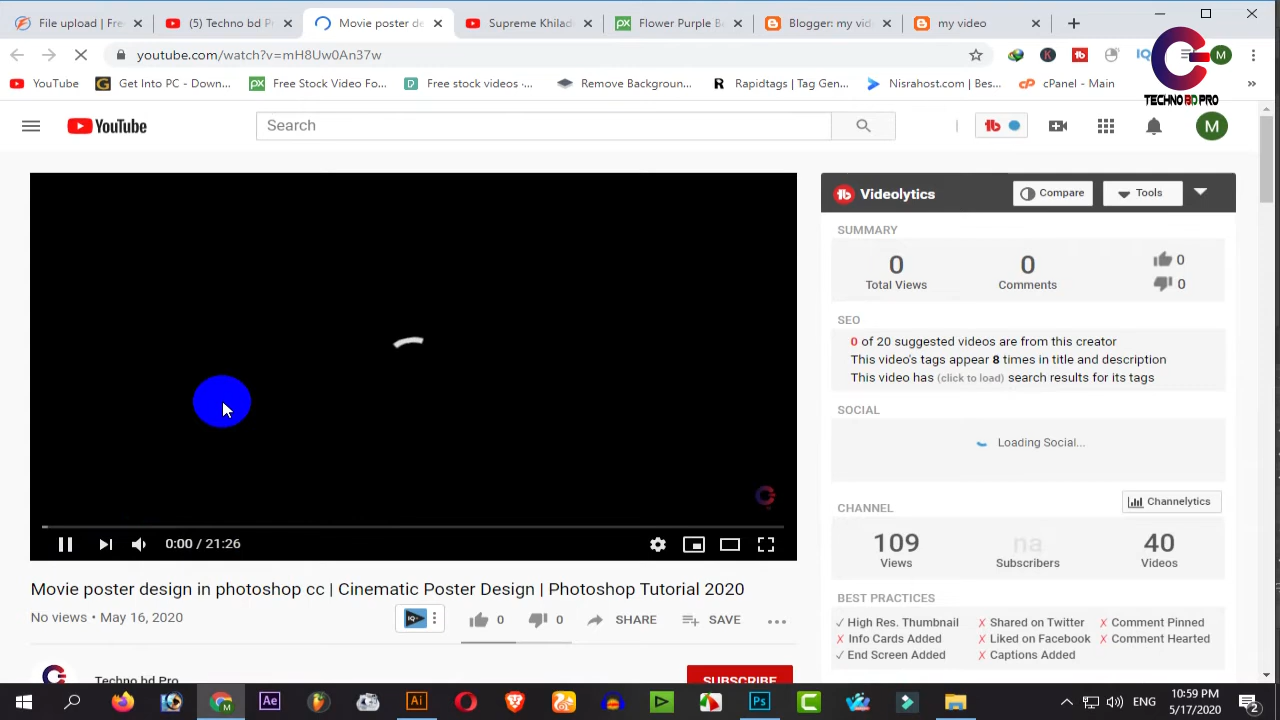 File upload | Fre
(5) Techno bd P
Movie poster de
Supreme Khilad
Flower Purple Be
Blogger: my vid
my video
youtube.com/watch?v=mH8Uw0An37w
YouTube
Get Into PC - Down...
Free Stock Video Fo...
Free stock videos ·...
Remove Backgroun...
Rapidtags | Tag Gen...
Nisrahost.com | Bes...
cPanel - Main
TECHNO BD PRO
YouTube
Search
M
Videolytics
Compare
Tools
SUMMARY
0
Total Views
0
Comments
0
0
SEO
0 of 20 suggested videos are from this creator
This video's tags appear 8 times in title and description
This video has (click to load) search results for its tags
SOCIAL
Loading Social...
CHANNEL
Channelytics
109
Views
na
Subscribers
40
Videos
BEST PRACTICES
✓ High Res. Thumbnail
✗ Shared on Twitter
✗ Comment Pinned
✗ Info Cards Added
✗ Liked on Facebook
✗ Comment Hearted
✓ End Screen Added
✗ Captions Added
0:00 / 21:26
Movie poster design in photoshop cc | Cinematic Poster Design | Photoshop Tutorial 2020
No views • May 16, 2020
0
0
SHARE
SAVE
Techno bd Pro
SUBSCRIBE
ENG
10:59 PM
5/17/2020